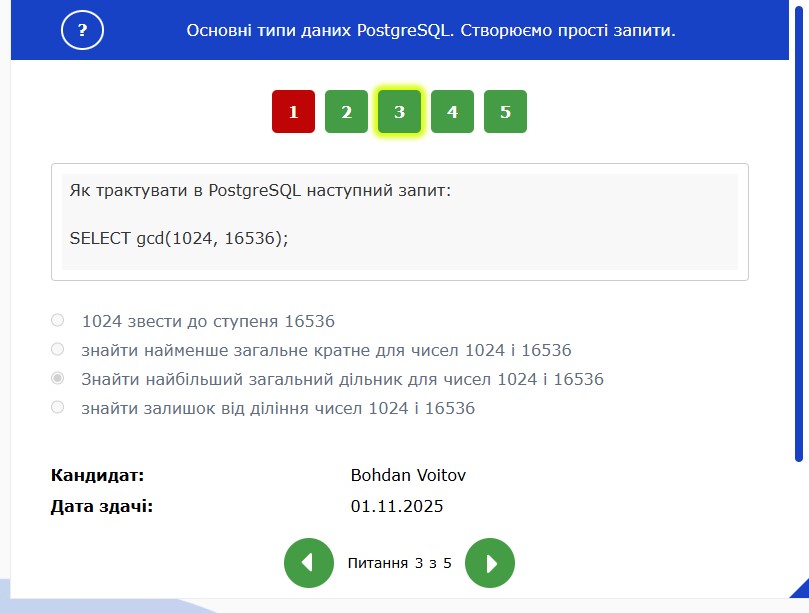 ?
Основні типи даних PostgreSQL. Створюємо прості запити.
1 2 3 4 5
Як трактувати в PostgreSQL наступний запит:
SELECT gcd(1024, 16536);
1024 звести до ступеня 16536
знайти найменше загальне кратне для чисел 1024 і 16536
Знайти найбільший загальний дільник для чисел 1024 і 16536
знайти залишок від діління чисел 1024 і 16536
Кандидат: Bohdan Voitov
Дата здачі: 01.11.2025
Питання 3 з 5